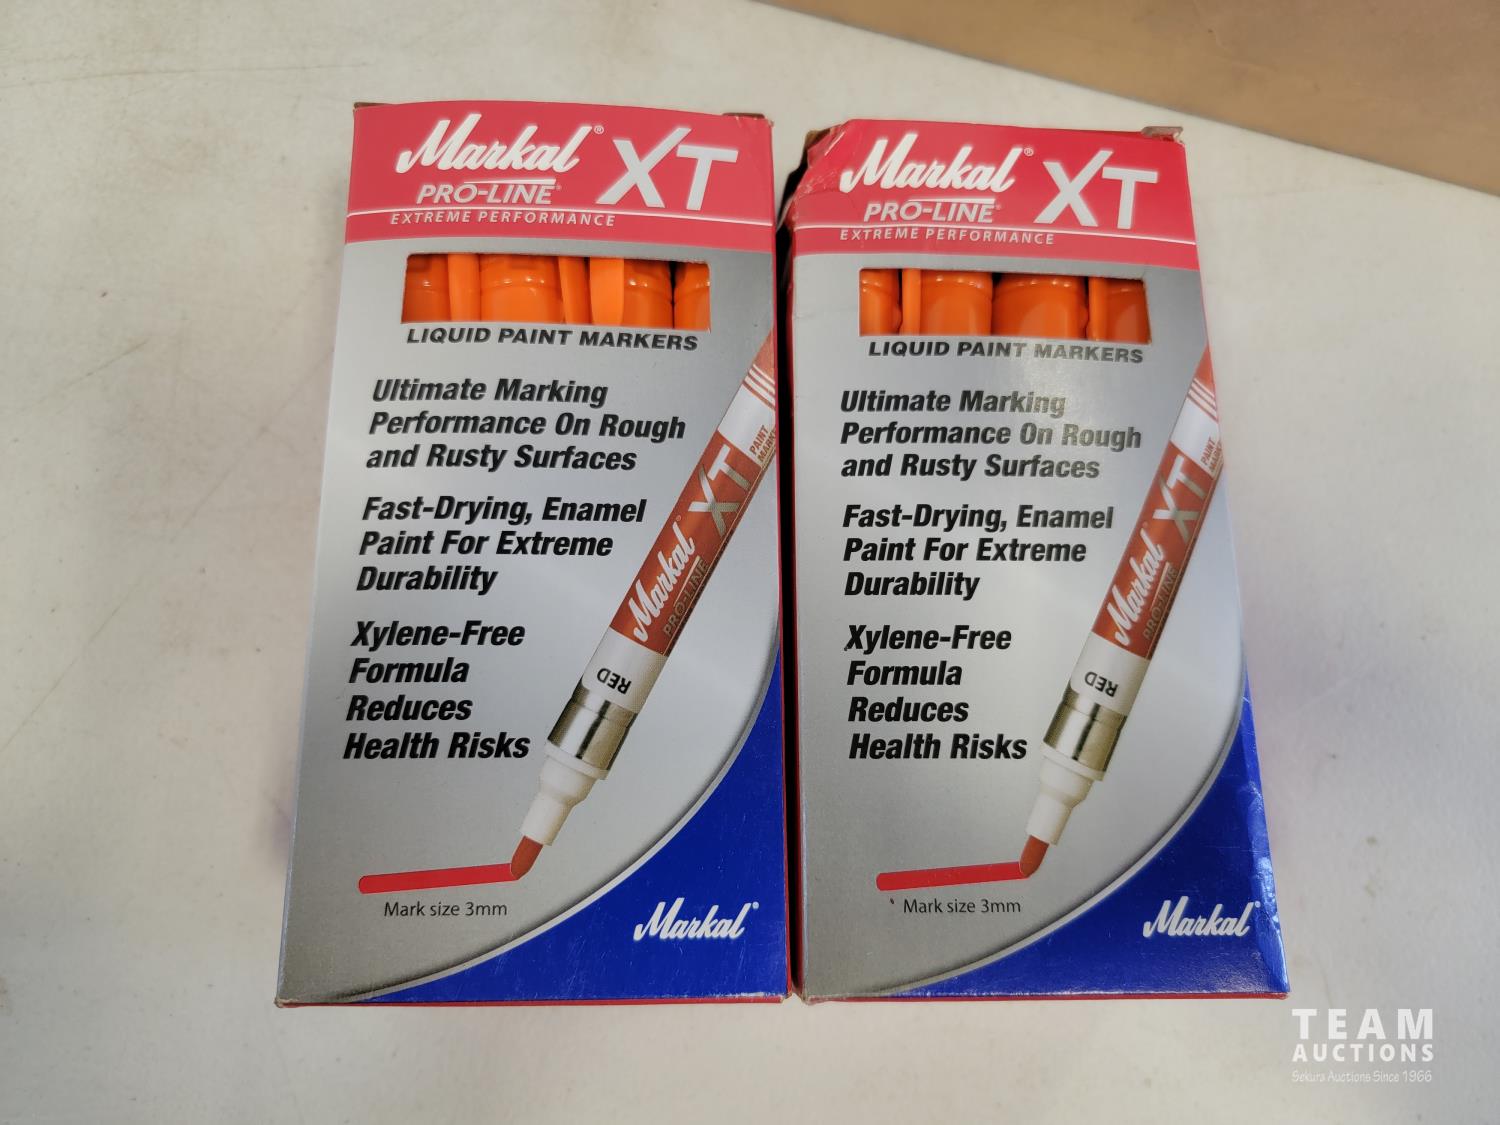 Markal® XT
PRO-LINE®
EXTREME PERFORMANCE
LIQUID PAINT MARKERS
Ultimate Marking
Performance On Rough
and Rusty Surfaces
Fast-Drying, Enamel
Paint For Extreme
Durability
Xylene-Free
Formula
Reduces
Health Risks
PAINT
Markal XT
PRO-LINE
RED
Mark size 3mm
Markal®
Markal® XT
PRO-LINE®
EXTREME PERFORMANCE
LIQUID PAINT MARKERS
Ultimate Marking
Performance On Rough
and Rusty Surfaces
Fast-Drying, Enamel
Paint For Extreme
Durability
Xylene-Free
Formula
Reduces
Health Risks
PAINT
Markal XT
PRO-LINE
RED
Mark size 3mm
Markal®
TEAM
AUCTIONS
Sekura Auctions Since 1966